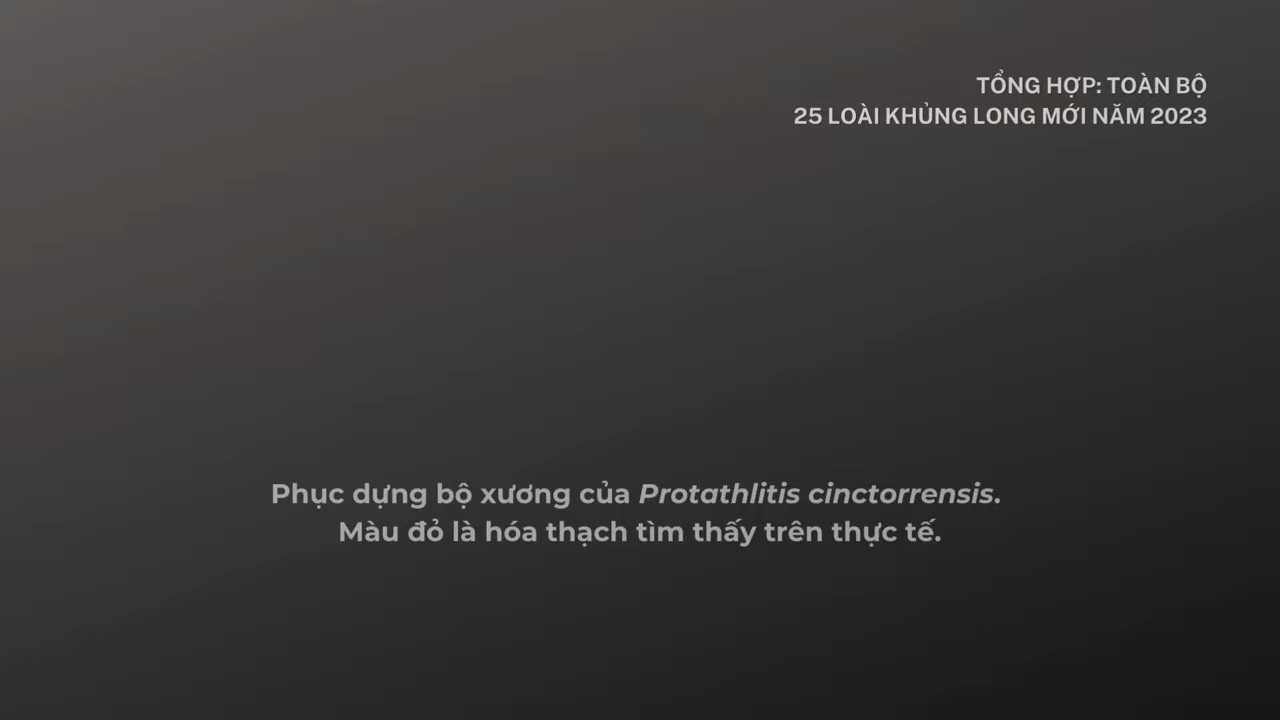 TỔNG HỢP: TOÀN BỘ
25 LOÀI KHỦNG LONG MỚI NĂM 2023
Phục dựng bộ xương của Protathlitis cinctorrensis.
Màu đỏ là hóa thạch tìm thấy trên thực tế.